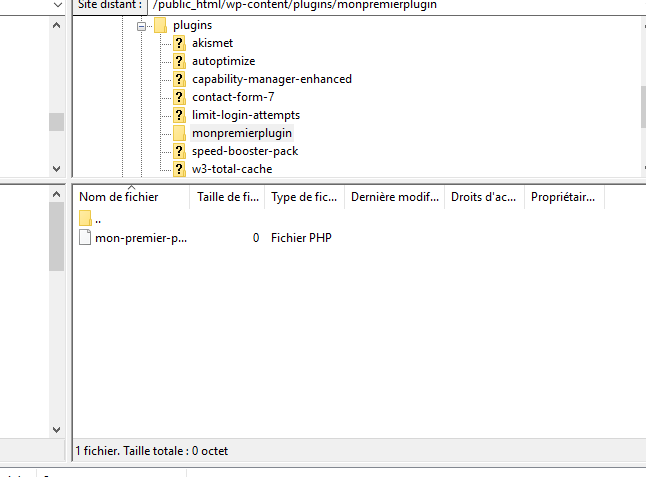 Site distant : /public_html/wp-content/plugins/monpremierplugin
plugins
akismet
autoptimize
capability-manager-enhanced
contact-form-7
limit-login-attempts
monpremierplugin
speed-booster-pack
w3-total-cache
Nom de fichier Taille de fi... Type de fic... Dernière modif... Droits d'ac... Propriétair...
..
mon-premier-p... 0 Fichier PHP
1 fichier. Taille totale : 0 octet